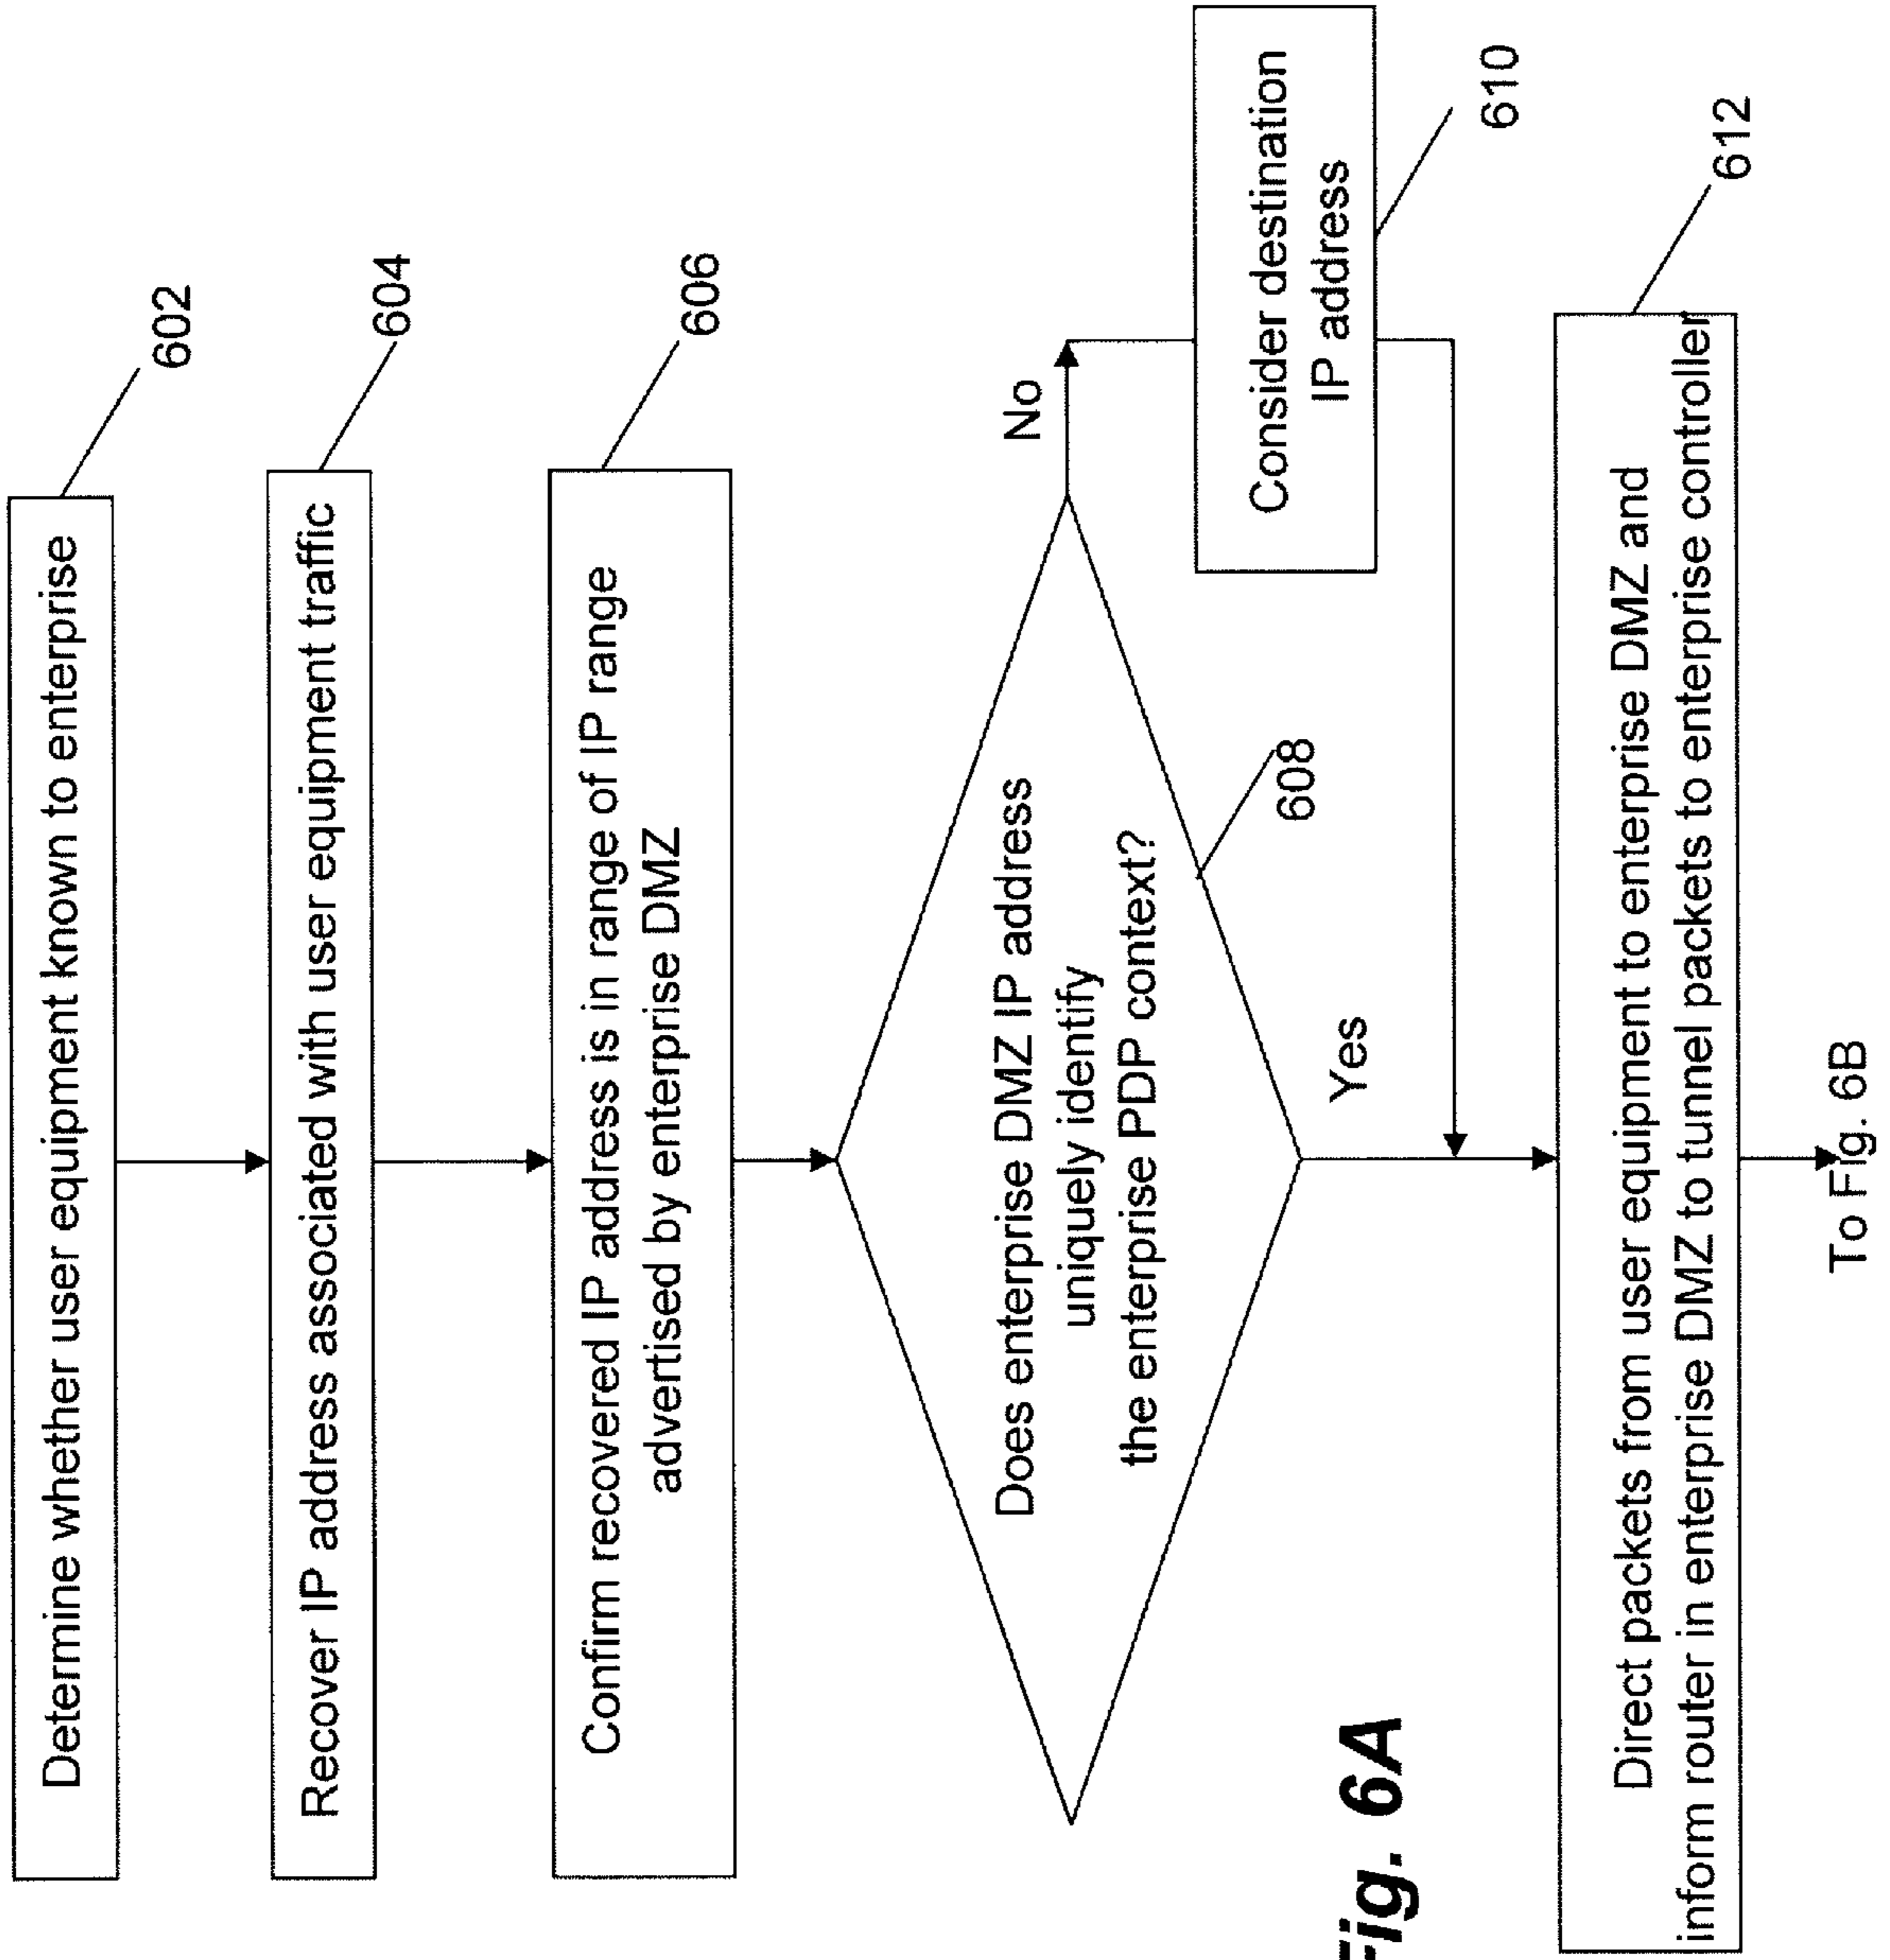 Determine whether user equipment known to enterprise
602
Recover IP address associated with user equipment traffic
604
Confirm recovered IP address is in range of IP range
advertised by enterprise DMZ
606
Does enterprise DMZ IP address
uniquely identify
the enterprise PDP context?
608
No
Consider destination
IP address
610
Yes
Direct packets from user equipment to enterprise DMZ and
inform router in enterprise DMZ to tunnel packets to enterprise controller
612
To Fig. 6B
Fig. 6A